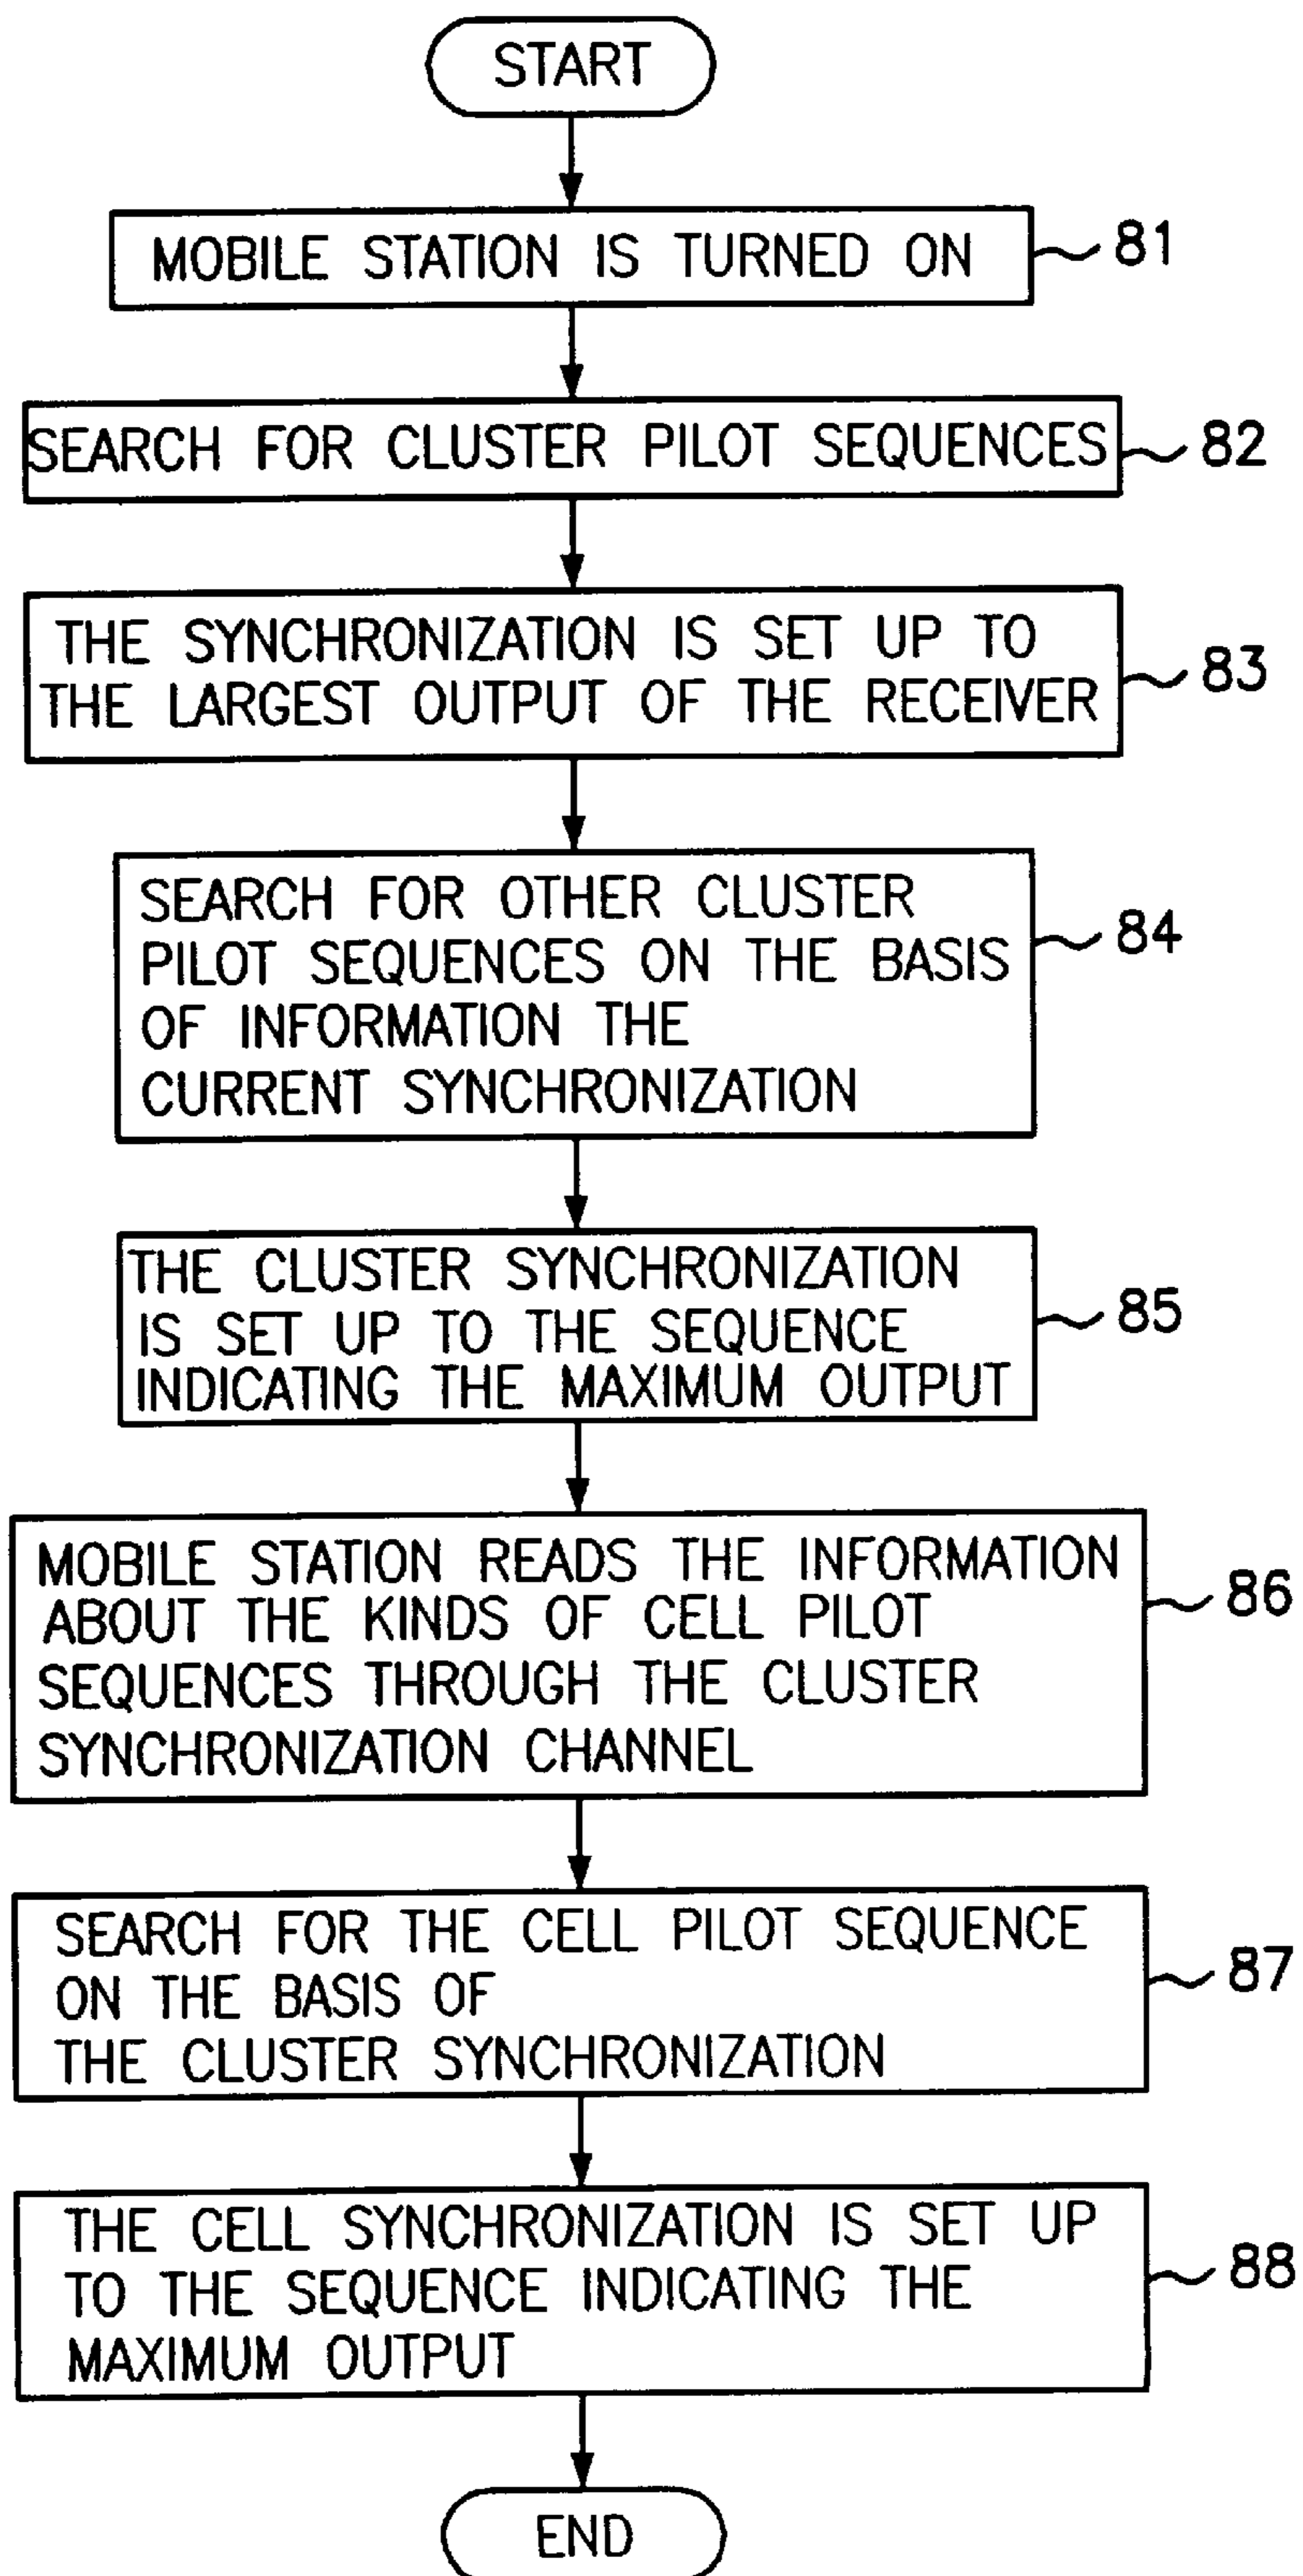 START
MOBILE STATION IS TURNED ON
81
SEARCH FOR CLUSTER PILOT SEQUENCES
82
THE SYNCHRONIZATION IS SET UP TO
THE LARGEST OUTPUT OF THE RECEIVER
83
SEARCH FOR OTHER CLUSTER
PILOT SEQUENCES ON THE BASIS
OF INFORMATION THE
CURRENT SYNCHRONIZATION
84
THE CLUSTER SYNCHRONIZATION
IS SET UP TO THE SEQUENCE
INDICATING THE MAXIMUM OUTPUT
85
MOBILE STATION READS THE INFORMATION
ABOUT THE KINDS OF CELL PILOT
SEQUENCES THROUGH THE CLUSTER
SYNCHRONIZATION CHANNEL
86
SEARCH FOR THE CELL PILOT SEQUENCE
ON THE BASIS OF
THE CLUSTER SYNCHRONIZATION
87
THE CELL SYNCHRONIZATION IS SET UP
TO THE SEQUENCE INDICATING THE
MAXIMUM OUTPUT
88
END